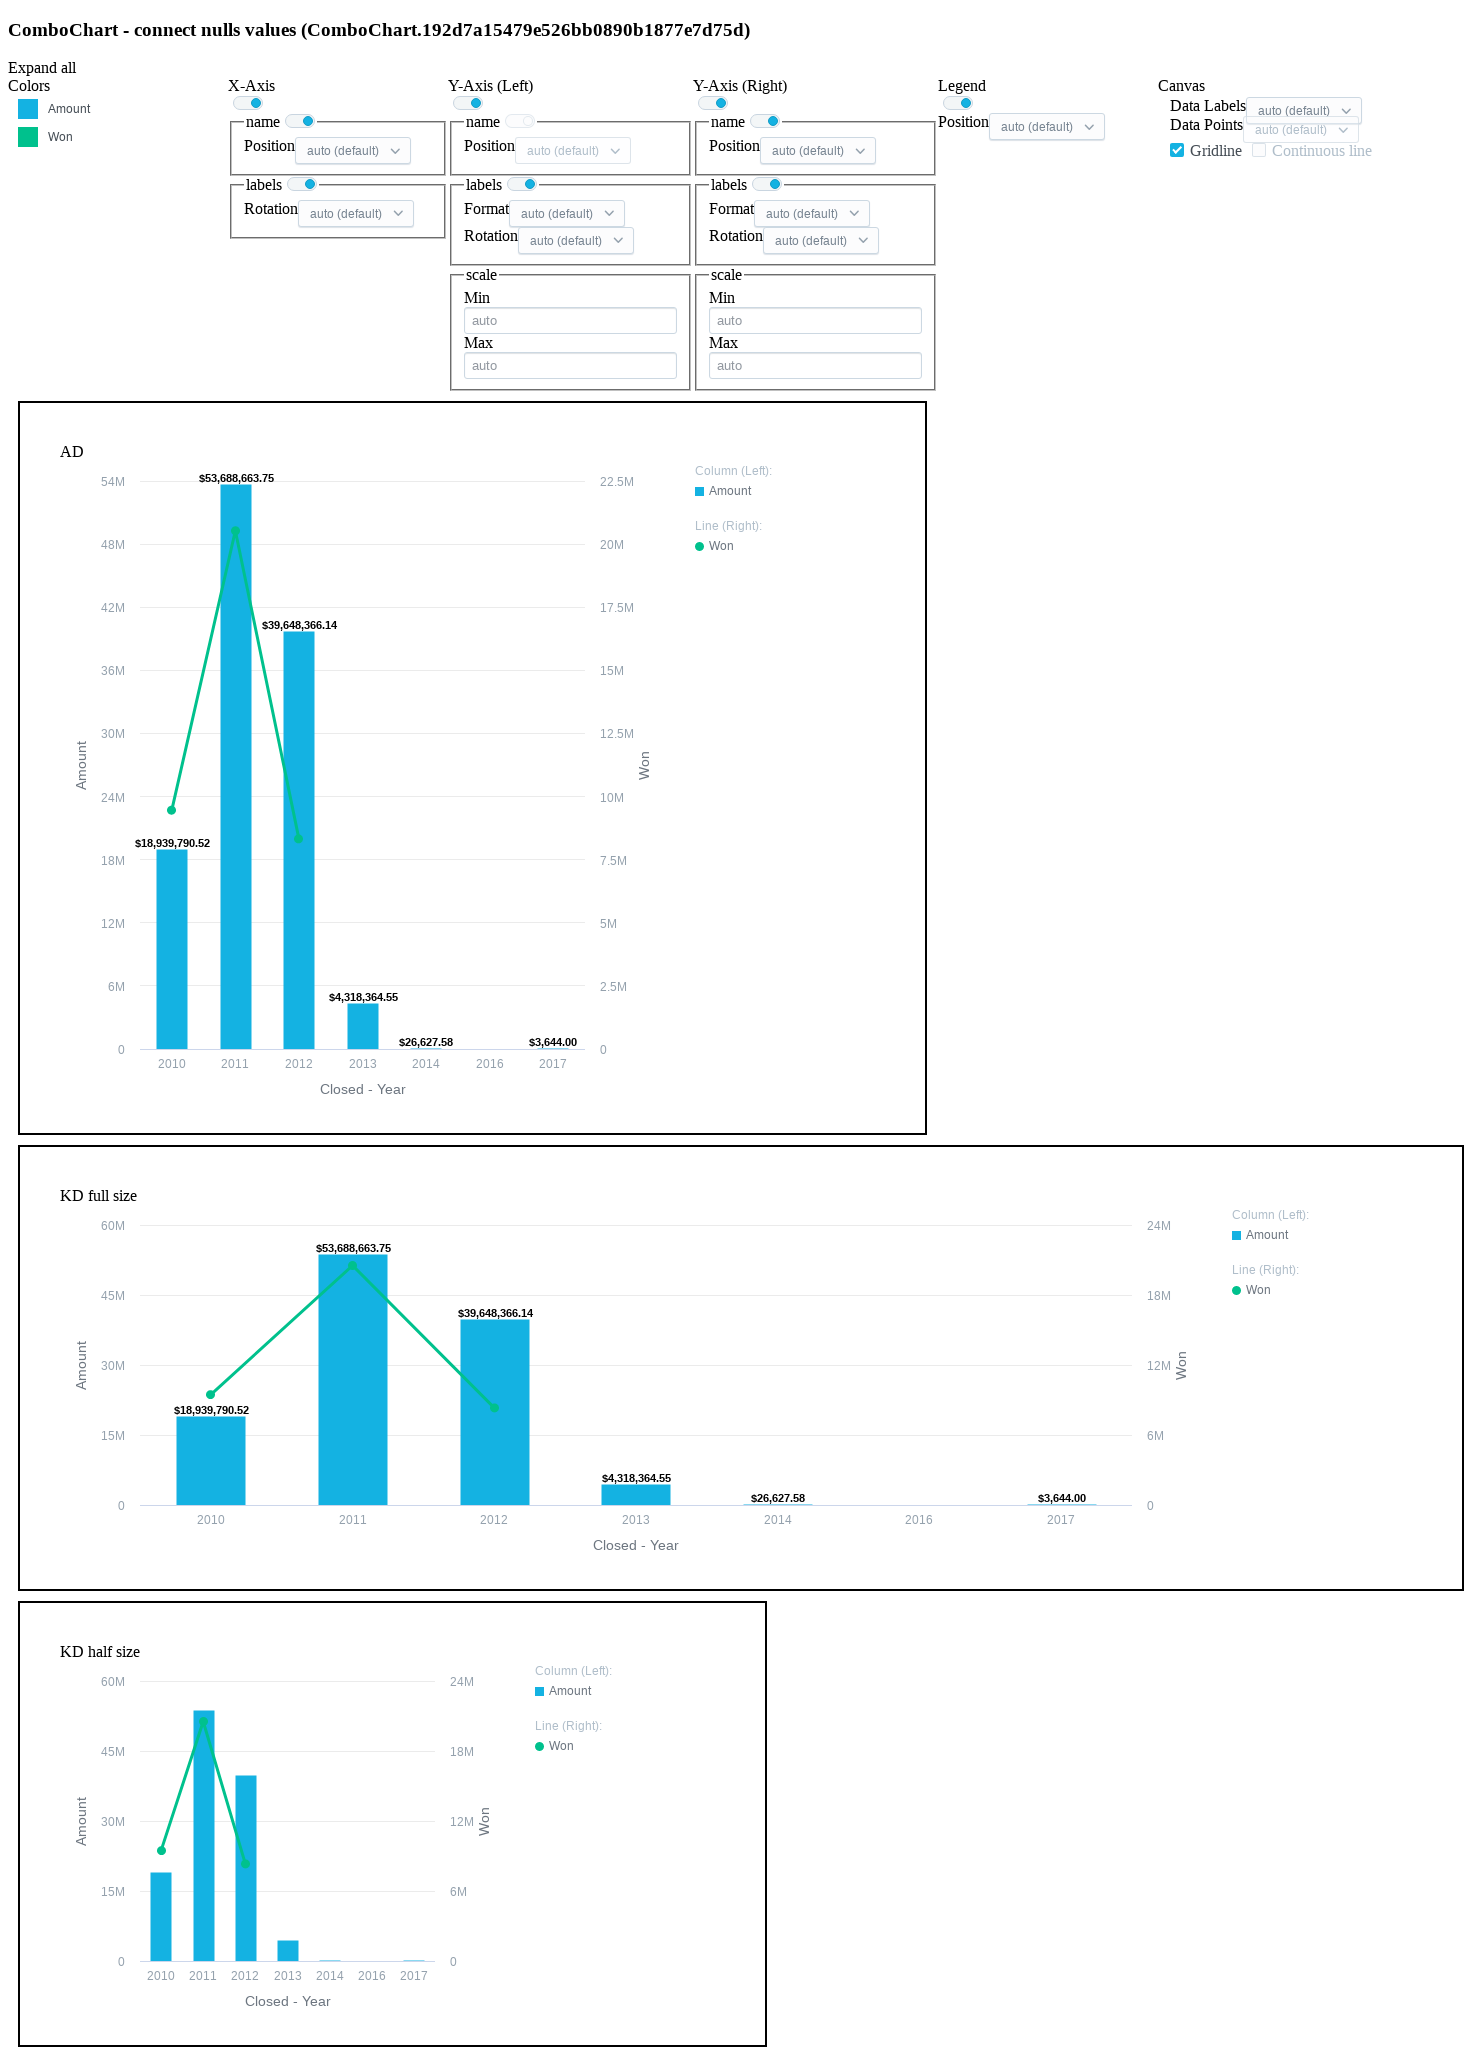 ComboChart - connect nulls values (ComboChart.192d7a15479e526bb0890b1877e7d75d)
Expand all
Colors
Amount
Won
X-Axis
name
Position auto (default)
labels
Rotation auto (default)
Y-Axis (Left)
name
Position auto (default)
labels
Format auto (default)
Rotation auto (default)
scale
Min
auto
Max
auto
Y-Axis (Right)
name
Position auto (default)
labels
Format auto (default)
Rotation auto (default)
scale
Min
auto
Max
auto
Legend
Position auto (default)
Canvas
Data Labels auto (default)
Data Points auto (default)
Gridline Continuous line
AD
54M
48M
42M
36M
30M
24M
18M
12M
6M
0
Amount
$18,939,790.52
$53,688,663.75
$39,648,366.14
$4,318,364.55
$26,627.58
$3,644.00
2010 2011 2012 2013 2014 2016 2017
Closed - Year
22.5M
20M
17.5M
15M
12.5M
10M
7.5M
5M
2.5M
0
Won
Column (Left):
Amount
Line (Right):
Won
KD full size
60M
45M
30M
15M
0
Amount
$18,939,790.52
$53,688,663.75
$39,648,366.14
$4,318,364.55
$26,627.58
$3,644.00
2010 2011 2012 2013 2014 2016 2017
Closed - Year
24M
18M
12M
6M
0
Won
Column (Left):
Amount
Line (Right):
Won
KD half size
60M
45M
30M
15M
0
Amount
2010 2011 2012 2013 2014 2016 2017
Closed - Year
24M
18M
12M
6M
0
Won
Column (Left):
Amount
Line (Right):
Won